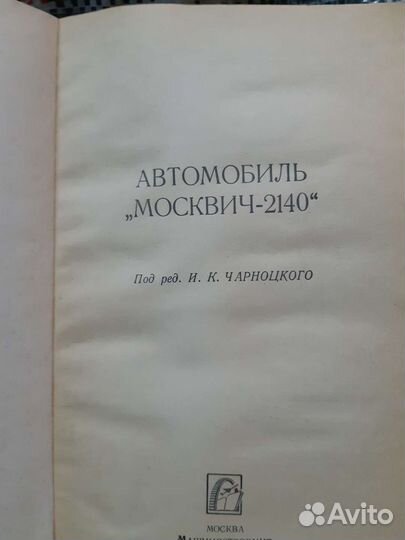 АВТОМОБИЛЬ
„МОСКВИЧ-2140“
Под ред. И. К. ЧАРНОЦКОГО
МОСКВА
Avito